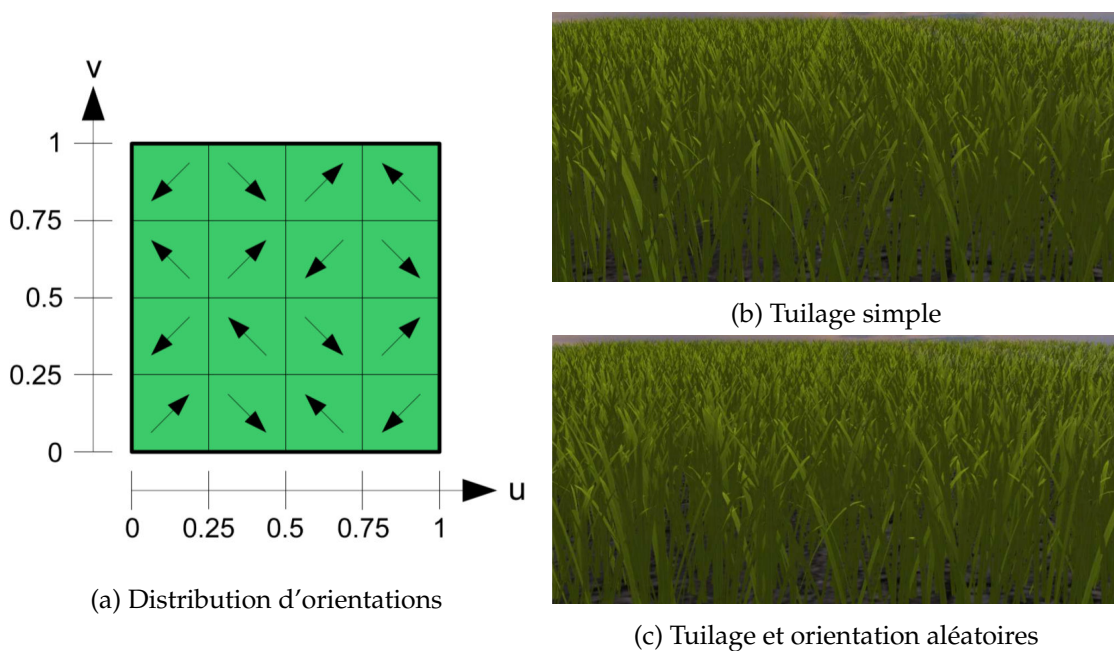 v
1
0.75
0.5
0.25
0
u
0 0.25 0.5 0.75 1
(a) Distribution d'orientations
(b) Tuilage simple
(c) Tuilage et orientation aléatoires